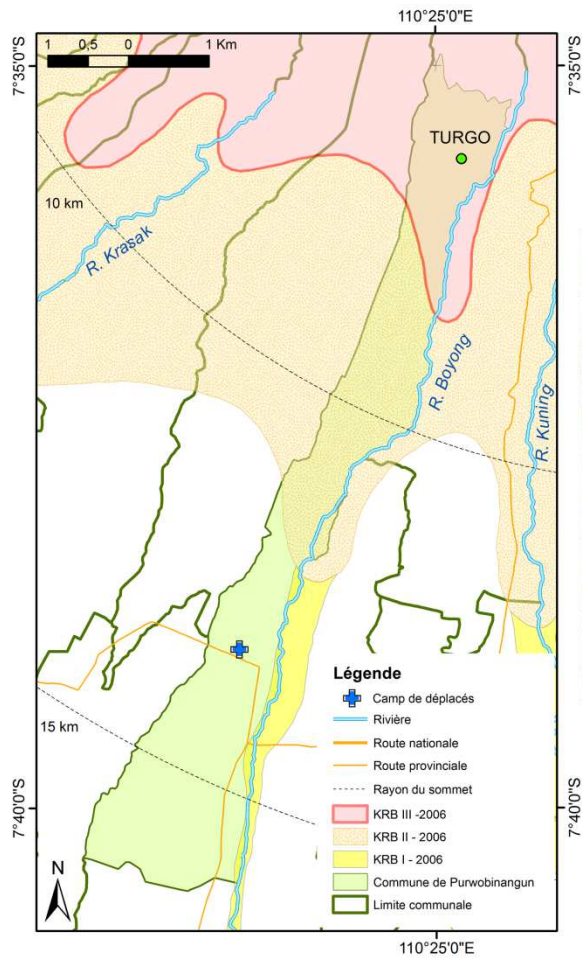 110°25'0"E
1 0,5 0 1 Km
7°35'0"S
7°35'0"S
TURGO
10 km
R. Krasak
R. Boyong
R. Kuning
15 km
7°40'0"S
7°40'0"S
N
Légende
Camp de déplacés
Rivière
Route nationale
Route provinciale
Rayon du sommet
KRB III -2006
KRB II - 2006
KRB I - 2006
Commune de Purwobinangun
Limite communale
110°25'0"E